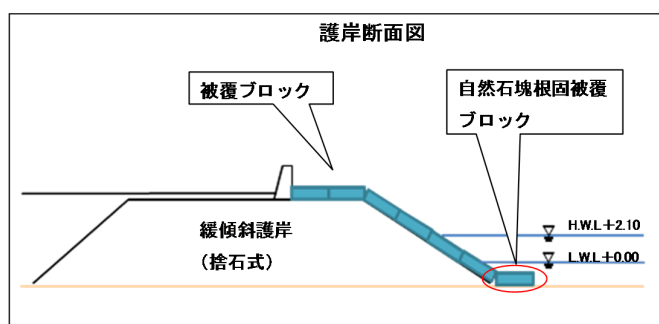 護岸断面図
被覆ブロック
自然石塊根固被覆
ブロック
緩傾斜護岸
（捨石式）
H.W.L＋2.10
L.W.L＋0.00